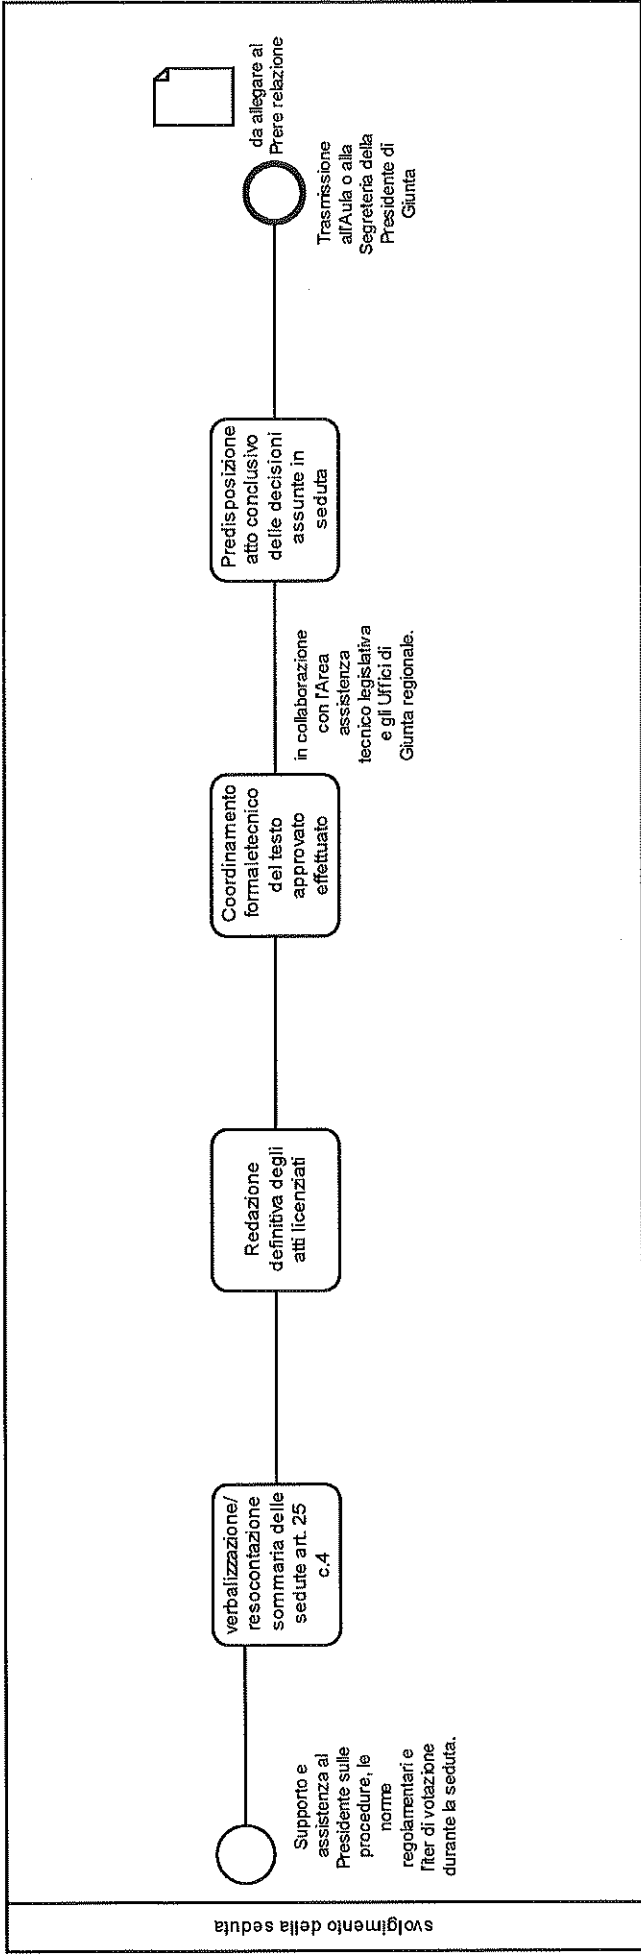 svolgimento della seduta
Supporto e
assistenza al
Presidente sulle
procedure, le
norme
regolamentari e
l'iter di votazione
durante la seduta.
verbalizzazione/
resocontazione
sommaria delle
sedute art. 25
c.4
Redazione
definitiva degli
atti licenziati
Coordinamento
formaletecnico
del testo
approvato
effettuato
in collaborazione
con l'Area
assistenza
tecnico legislativa
e gli Uffici di
Giunta regionale.
Predisposizione
atto conclusivo
delle decisioni
assunte in
seduta
Trasmissione
all'Aula o alla
Segreteria della
Presidente di
Giunta
da allegare al
Prere relazione